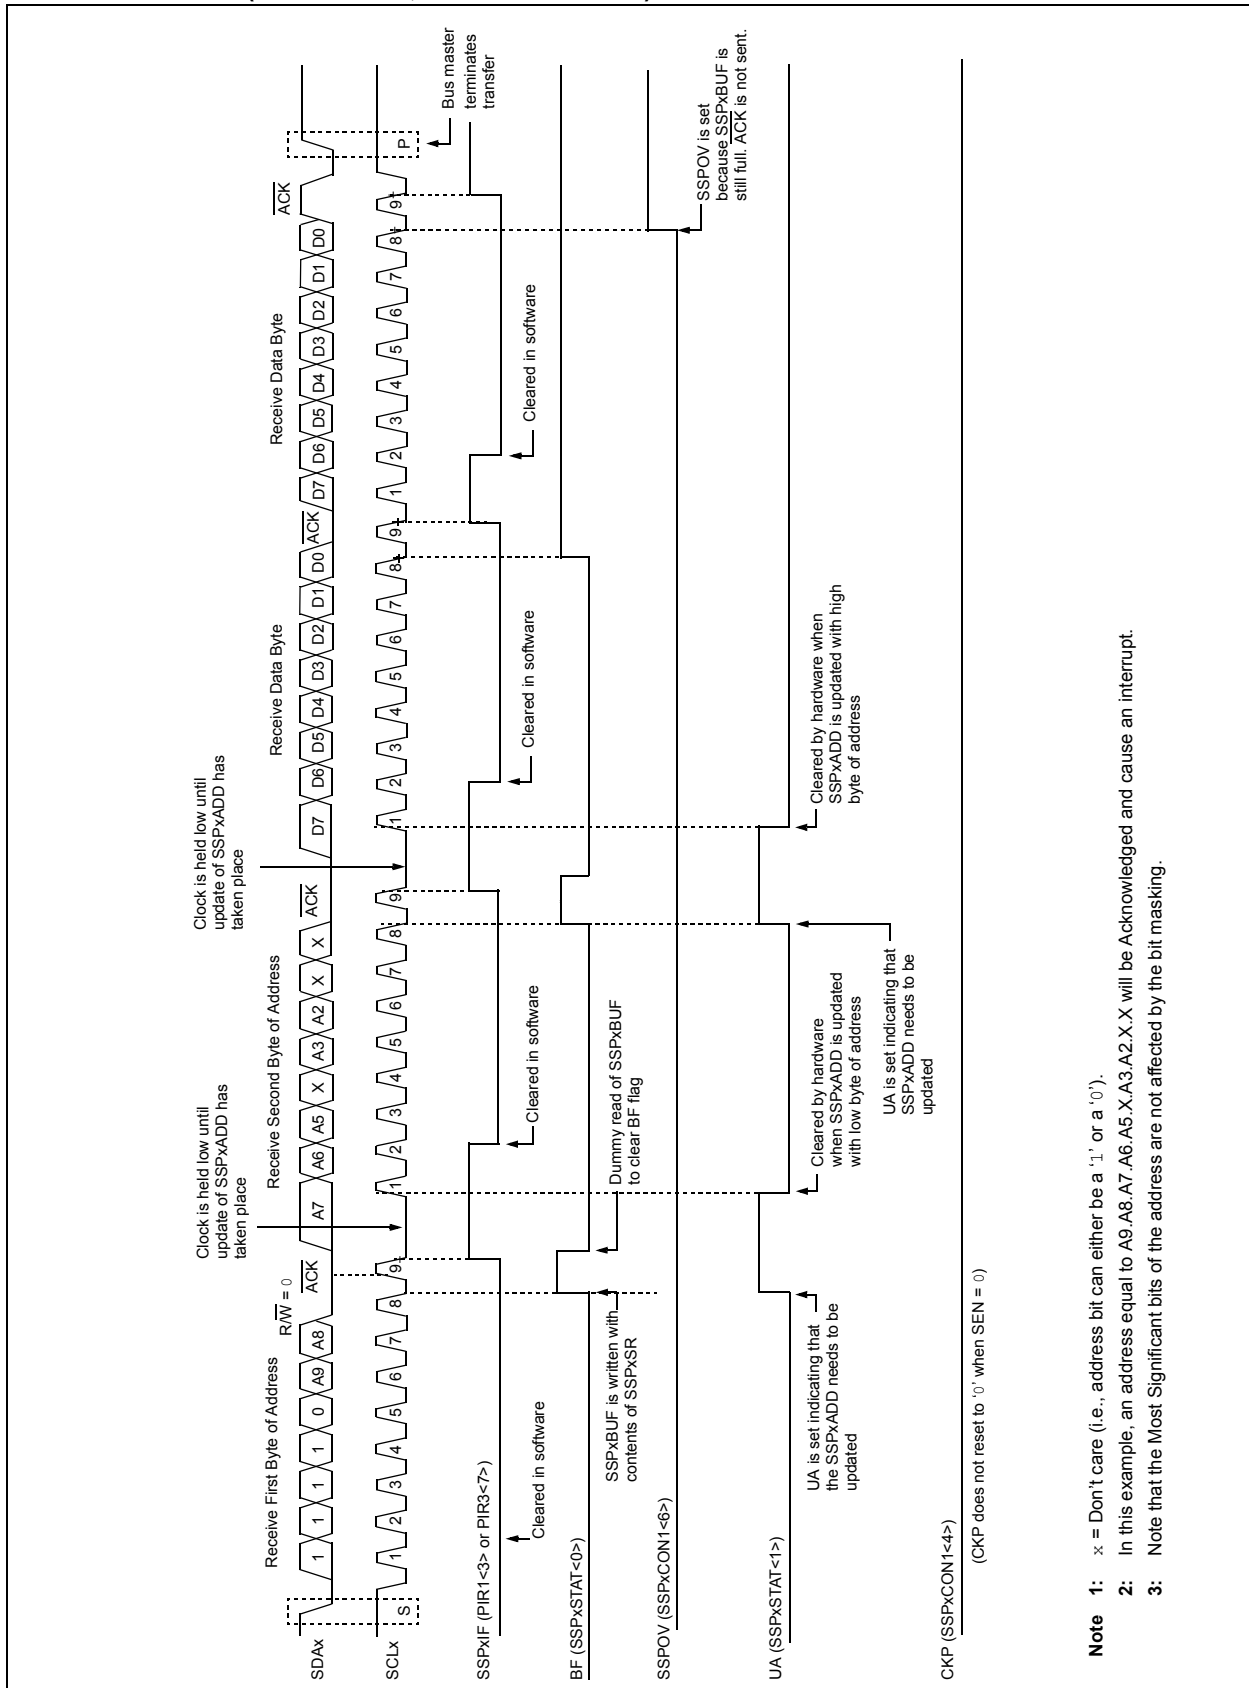 Receive First Byte of Address
R/W = 0
ACK
Clock is held low until
update of SSPxADD has
taken place
Receive Second Byte of Address
ACK
Clock is held low until
update of SSPxADD has
taken place
Receive Data Byte
ACK
Receive Data Byte
ACK
SDAx
1 1 1 1 0 A9 A8
A7 A6 A5 X A3 A2 X X
D7 D6 D5 D4 D3 D2 D1 D0
D7 D6 D5 D4 D3 D2 D1 D0
SCLx
S
1 2 3 4 5 6 7 8 9
1 2 3 4 5 6 7 8 9
1 2 3 4 5 6 7 8 9
1 2 3 4 5 6 7 8 9
P
Bus master
terminates
transfer
SSPxIF (PIR1<3> or PIR3<7>)
Cleared in software
Cleared in software
Cleared in software
Cleared in software
BF (SSPxSTAT<0>)
SSPxBUF is written with
contents of SSPxSR
Dummy read of SSPxBUF
to clear BF flag
SSPOV (SSPxCON1<6>)
SSPOV is set
because SSPxBUF is
still full. ACK is not sent.
UA (SSPxSTAT<1>)
UA is set indicating that
the SSPxADD needs to be
updated
Cleared by hardware
when SSPxADD is updated
with low byte of address
UA is set indicating that
SSPxADD needs to be
updated
Cleared by hardware when
SSPxADD is updated with high
byte of address
CKP (SSPxCON1<4>)
(CKP does not reset to ‘0’ when SEN = 0)
Note 1: x = Don’t care (i.e., address bit can either be a ‘1’ or a ‘0’).
2: In this example, an address equal to A9.A8.A7.A6.A5.X.A3.A2.X.X will be Acknowledged and cause an interrupt.
3: Note that the Most Significant bits of the address are not affected by the bit masking.